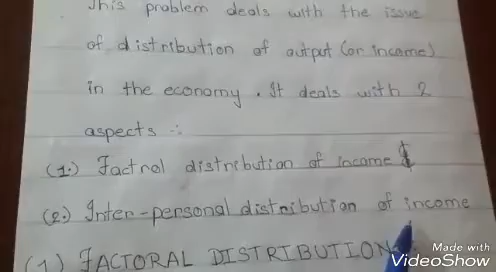 This problem deals with the issue
of distribution of output (or income)
in the economy. It deals with 2
aspects :-
(1.) Factral distribution of income
(2.) Inter-personal distribution of income
(1) FACTORAL DISTRIBUTION
Made with
VideoShow